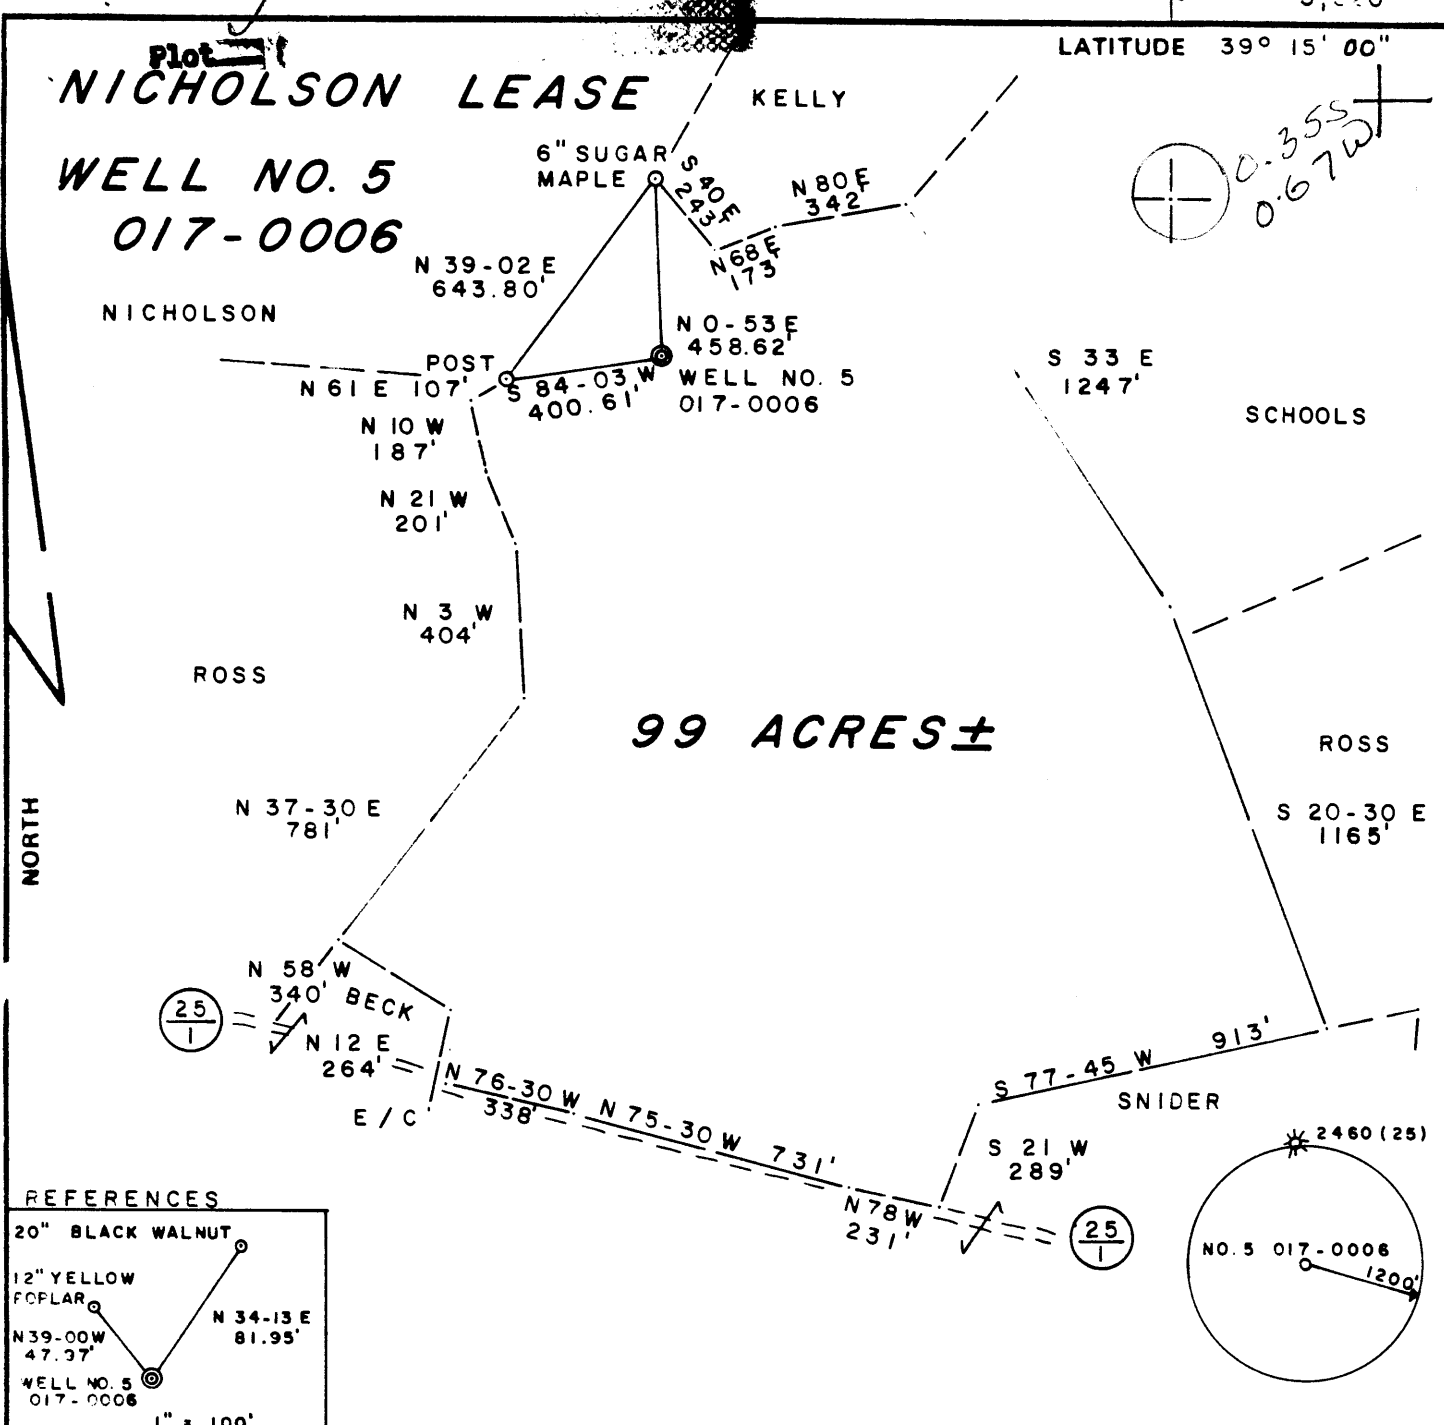 Plot
LATITUDE 39° 15' 00"
NICHOLSON LEASE
KELLY
0.35S
0.67W
6" SUGAR
MAPLE
S 40 E
243'
N 80 E
342'
WELL NO. 5
017-0006
N 68 E
173'
N 39-02 E
643.80'
NICHOLSON
N 0-53 E
458.62'
POST
N 61 E 107'
S 84-03 W
400.61'
WELL NO. 5
017-0006
S 33 E
1247'
SCHOOLS
N 10 W
187'
N 21 W
201'
N 3 W
404'
ROSS
99 ACRES±
ROSS
N 37-30 E
781'
S 20-30 E
1165'
NORTH
N 58 W
340'
BECK
25
1
N 12 E
264'
E/C
N 76-30 W
338'
N 75-30 W 731'
S 77-45 W 913'
SNIDER
S 21 W
289'
N 78 W
231'
25
1
2460 (25)
NO. 5 017-0006
1200'
REFERENCES
20" BLACK WALNUT
12" YELLOW
POPLAR
N 34-13 E
81.95'
N 39-00 W
47.37'
WELL NO. 5
017-0006
1" = 100'